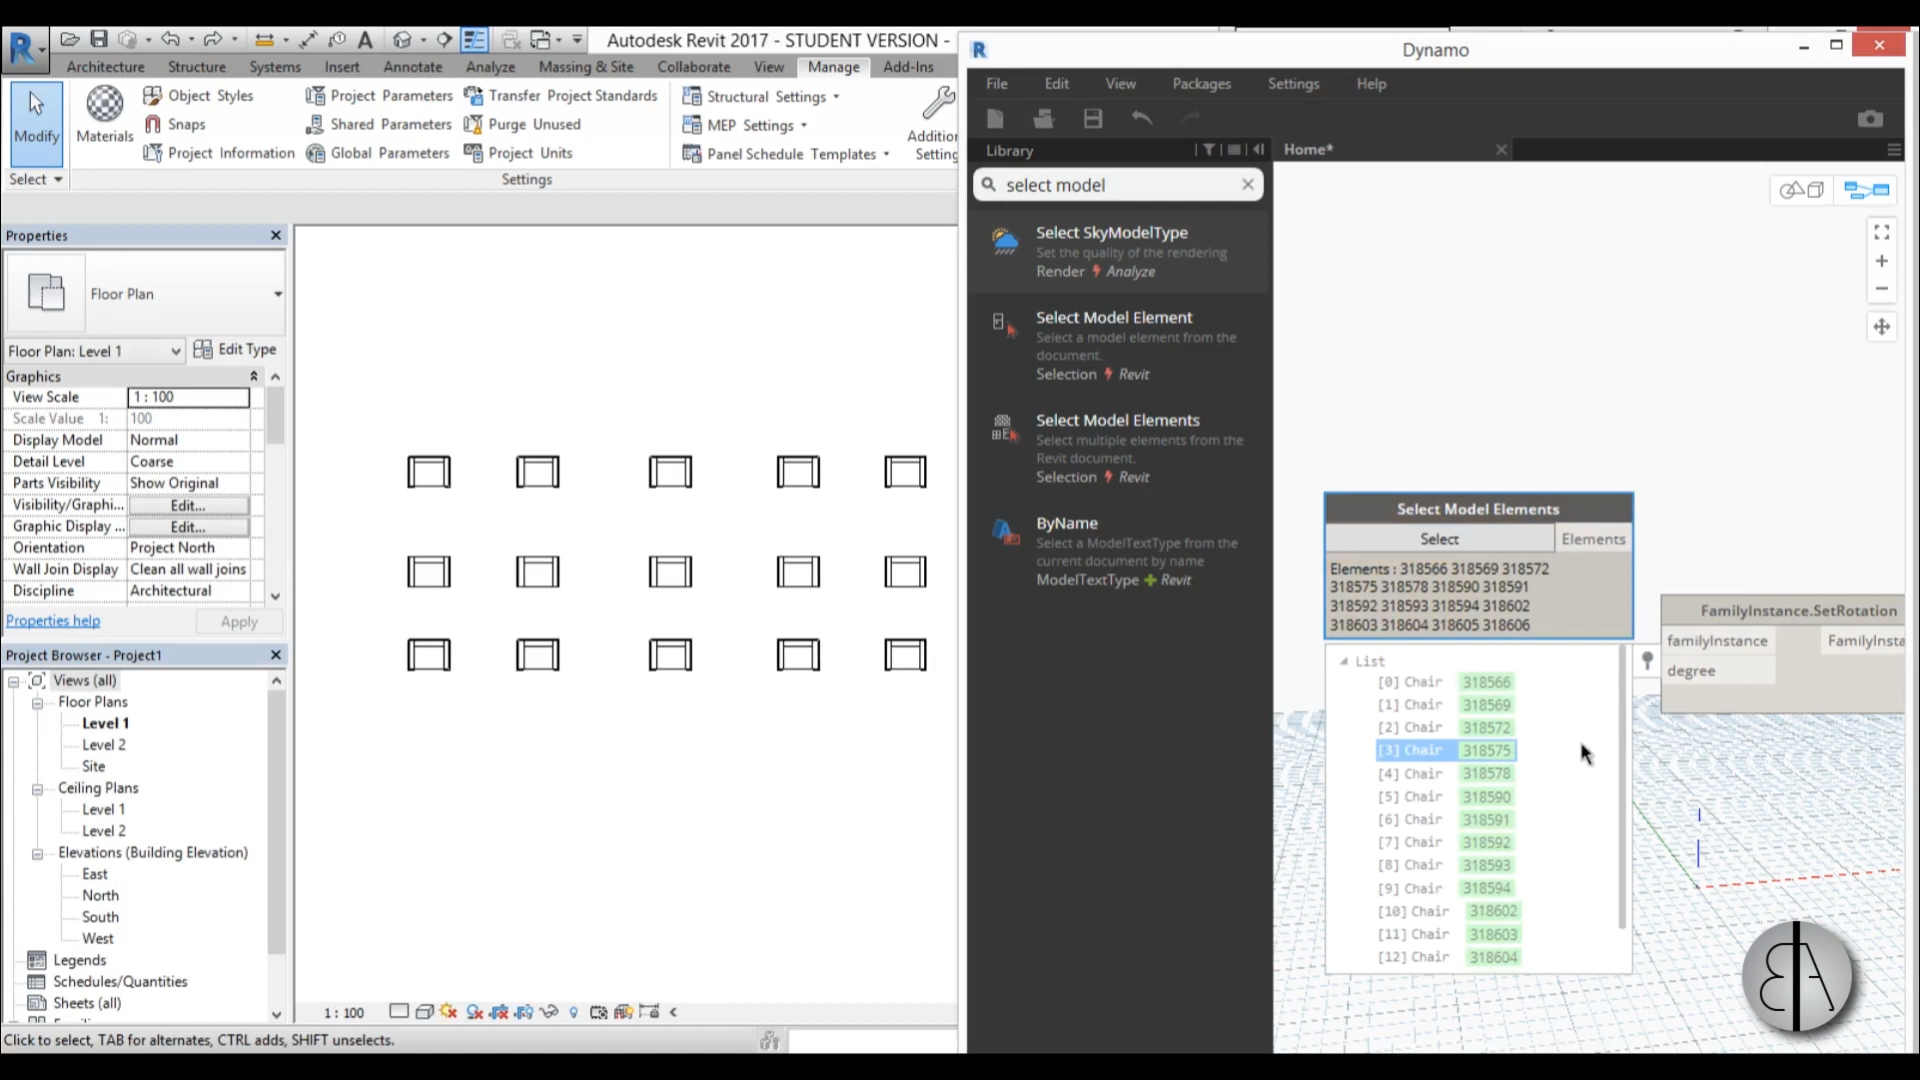 Autodesk Revit 2017 - STUDENT VERSION -
Architecture Structure Systems Insert Annotate Analyze Massing & Site Collaborate View Manage Add-Ins
Modify
Materials
Object Styles
Snaps
Project Information
Project Parameters
Shared Parameters
Global Parameters
Transfer Project Standards
Purge Unused
Project Units
Structural Settings
MEP Settings
Panel Schedule Templates
Addition
Setting
Select
Settings
Properties
Floor Plan
Floor Plan: Level 1
Edit Type
Graphics
View Scale 1 : 100
Scale Value 1: 100
Display Model Normal
Detail Level Coarse
Parts Visibility Show Original
Visibility/Graphi... Edit...
Graphic Display ... Edit...
Orientation Project North
Wall Join Display Clean all wall joins
Discipline Architectural
Properties help Apply
Project Browser - Project1
Views (all)
Floor Plans
Level 1
Level 2
Site
Ceiling Plans
Level 1
Level 2
Elevations (Building Elevation)
East
North
South
West
Legends
Schedules/Quantities
Sheets (all)
1 : 100
Click to select, TAB for alternates, CTRL adds, SHIFT unselects.
Dynamo
File Edit View Packages Settings Help
Library
Home*
select model
Select SkyModelType
Set the quality of the rendering
Render Analyze
Select Model Element
Select a model element from the
document.
Selection Revit
Select Model Elements
Select multiple elements from the
Revit document.
Selection Revit
ByName
Select a ModelTextType from the
current document by name
ModelTextType Revit
Select Model Elements
Select Elements
Elements : 318566 318569 318572
318575 318578 318590 318591
318592 318593 318594 318602
318603 318604 318605 318606
List
[0] Chair 318566
[1] Chair 318569
[2] Chair 318572
[3] Chair 318575
[4] Chair 318578
[5] Chair 318590
[6] Chair 318591
[7] Chair 318592
[8] Chair 318593
[9] Chair 318594
[10] Chair 318602
[11] Chair 318603
[12] Chair 318604
FamilyInstance.SetRotation
familyInstance FamilyInsta
degree